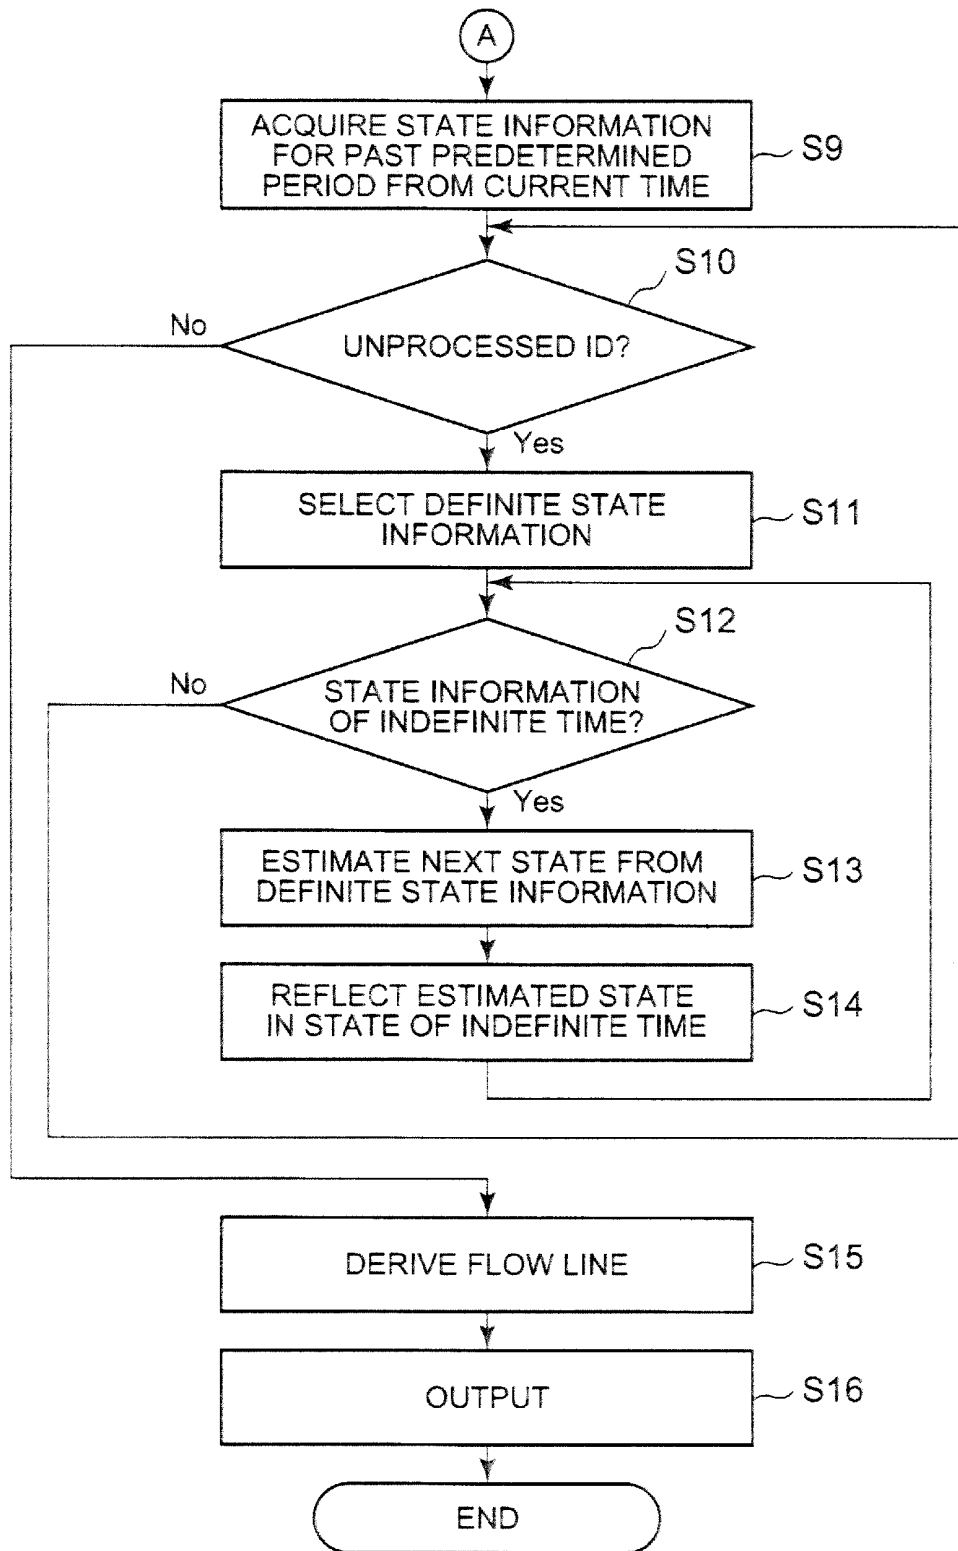 A
ACQUIRE STATE INFORMATION
FOR PAST PREDETERMINED
PERIOD FROM CURRENT TIME
S9
S10
No
UNPROCESSED ID?
Yes
SELECT DEFINITE STATE
INFORMATION
S11
S12
No
STATE INFORMATION
OF INDEFINITE TIME?
Yes
ESTIMATE NEXT STATE FROM
DEFINITE STATE INFORMATION
S13
REFLECT ESTIMATED STATE
IN STATE OF INDEFINITE TIME
S14
DERIVE FLOW LINE
S15
OUTPUT
S16
END